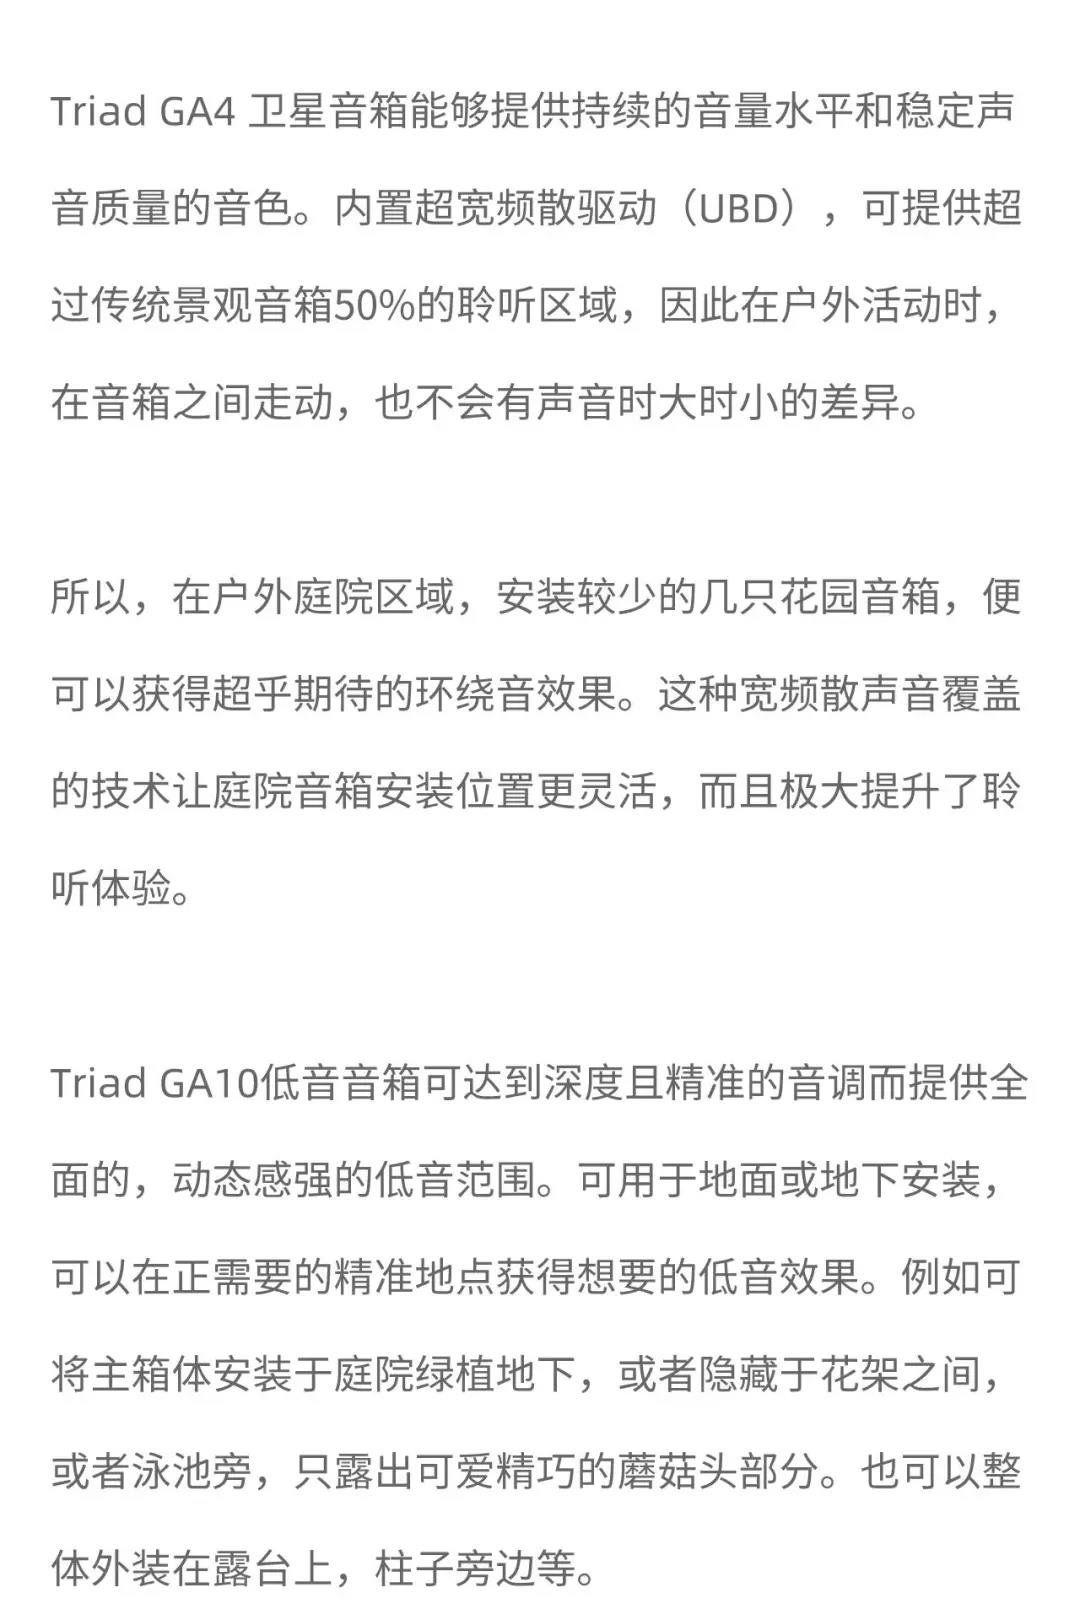 Triad GA4 卫星音箱能够提供持续的音量水平和稳定声
音质量的音色。内置超宽频散驱动（UBD），可提供超
过传统景观音箱50%的聆听区域，因此在户外活动时，
在音箱之间走动，也不会有声音时大时小的差异。
所以，在户外庭院区域，安装较少的几只花园音箱，便
可以获得超乎期待的环绕音效果。这种宽频散声音覆盖
的技术让庭院音箱安装位置更灵活，而且极大提升了聆
听体验。
Triad GA10低音音箱可达到深度且精准的音调而提供全
面的，动态感强的低音范围。可用于地面或地下安装，
可以在正需要的精准地点获得想要的低音效果。例如可
将主箱体安装于庭院绿植地下，或者隐藏于花架之间，
或者泳池旁，只露出可爱精巧的蘑菇头部分。也可以整
体外装在露台上，柱子旁边等。